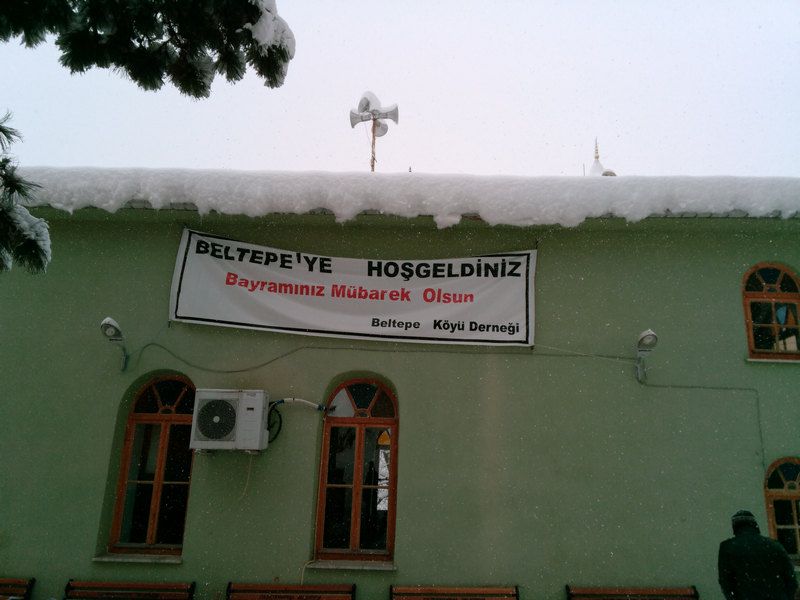 BELTEPE'YE HOŞGELDİNİZ
Bayramınız Mübarek Olsun
Beltepe Köyü Derneği